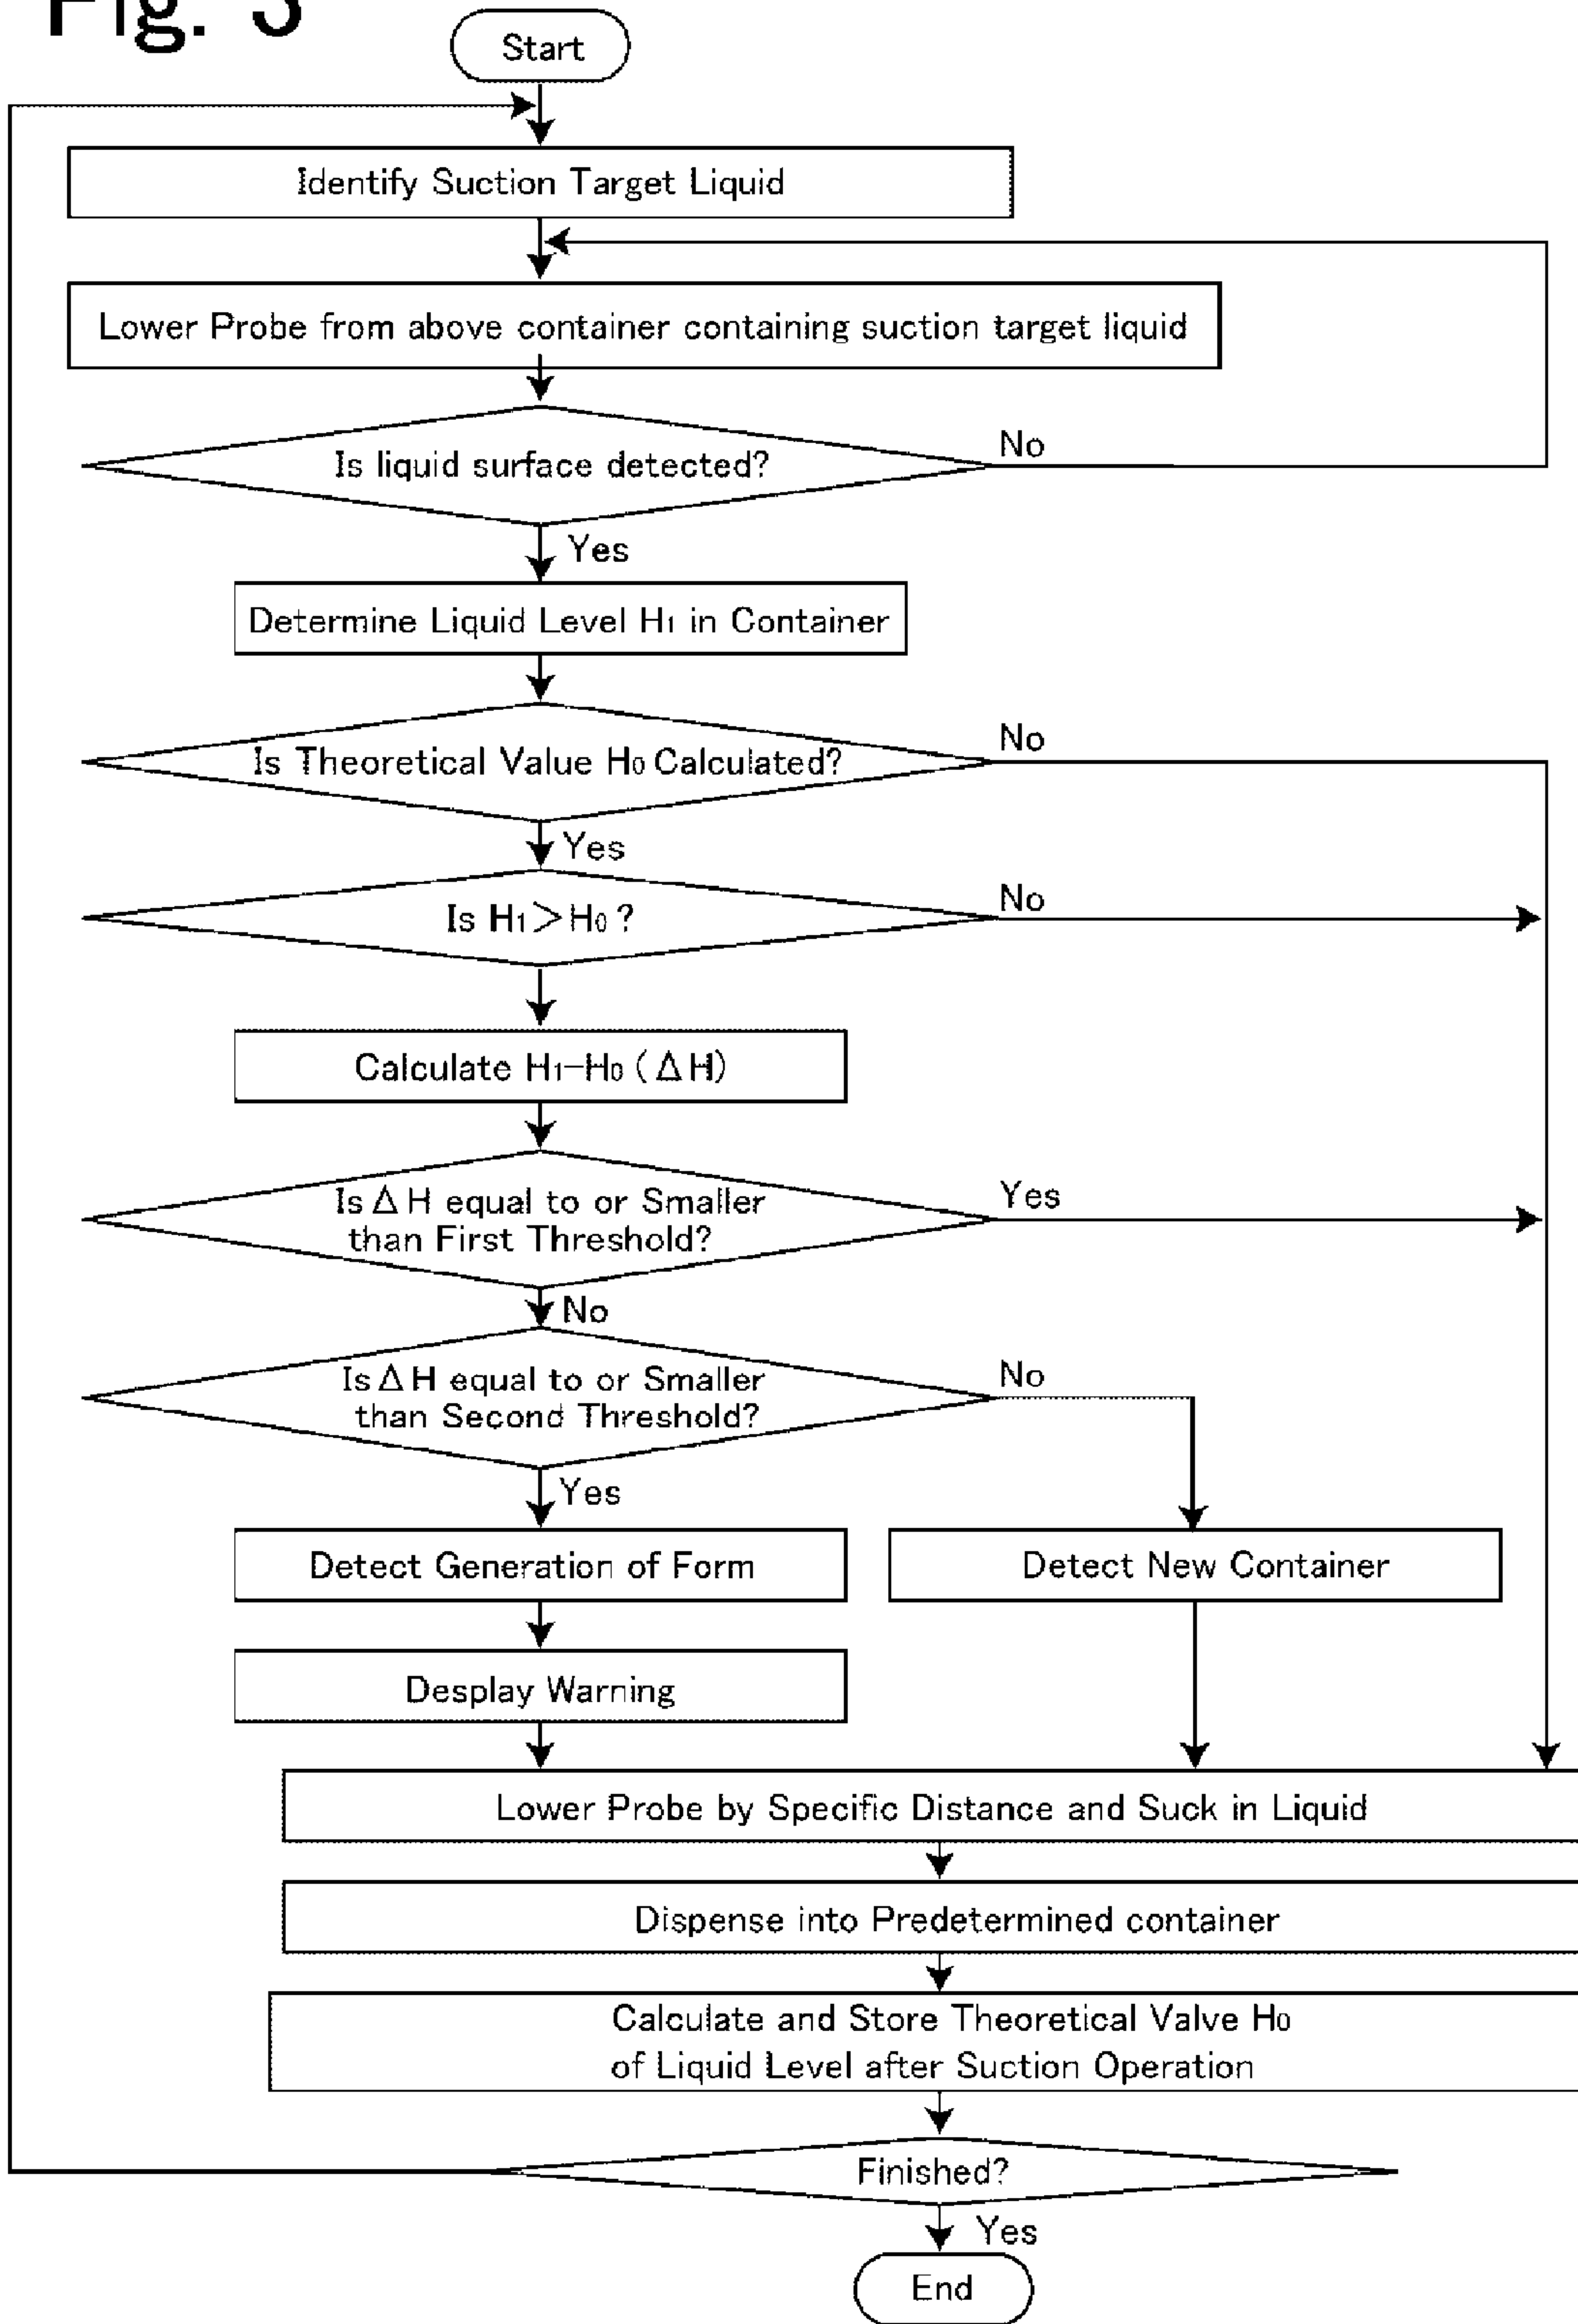 Fig. 3
Start
Identify Suction Target Liquid
Lower Probe from above container containing suction target liquid
No
Is liquid surface detected?
Yes
Determine Liquid Level H1 in Container
No
Is Theoretical Value H0 Calculated?
Yes
No
Is H1>H0 ?
Calculate H1-H0 (ΔH)
Is ΔH equal to or Smaller
than First Threshold?
Yes
No
Is ΔH equal to or Smaller
than Second Threshold?
No
Yes
Detect Generation of Form
Detect New Container
Desplay Warning
Lower Probe by Specific Distance and Suck in Liquid
Dispense into Predetermined container
Calculate and Store Theoretical Valve H0
of Liquid Level after Suction Operation
Finished?
Yes
End